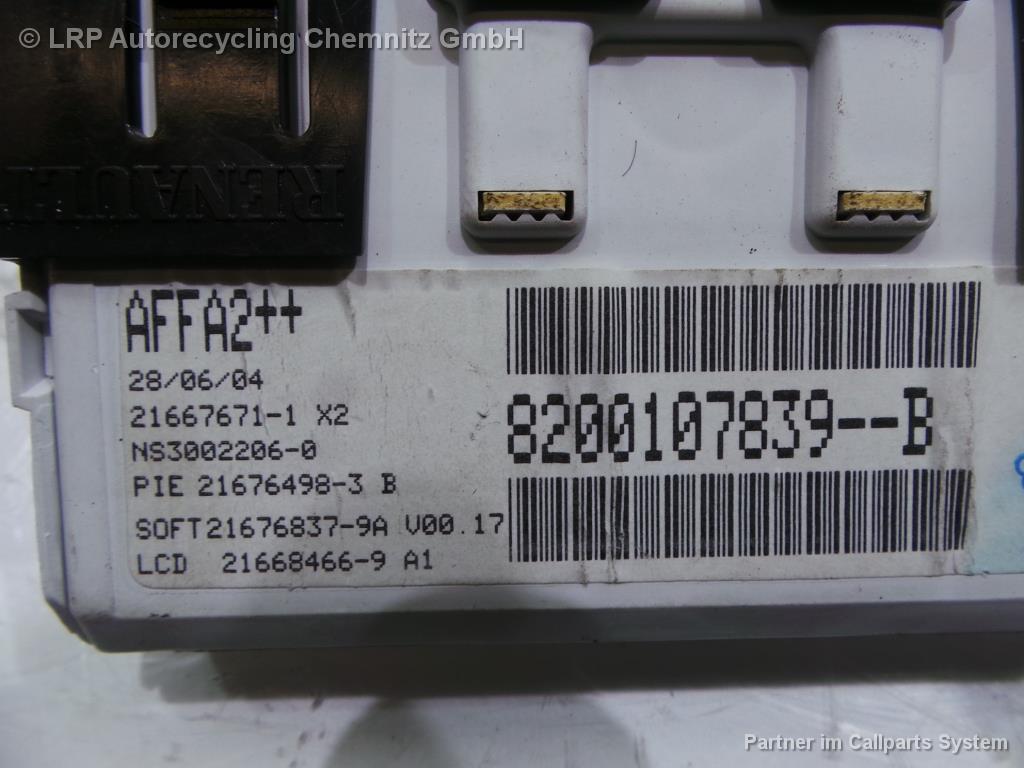 © LRP Autorecycling Chemnitz GmbH
RENAULT
AFFA2++
28/06/04
21667671-1 X2
NS3002206-0
PIE 21676498-3 B
SOFT21676837-9A V00.17
LCD 21668466-9 A1
8200107839--B
Partner im Callparts System